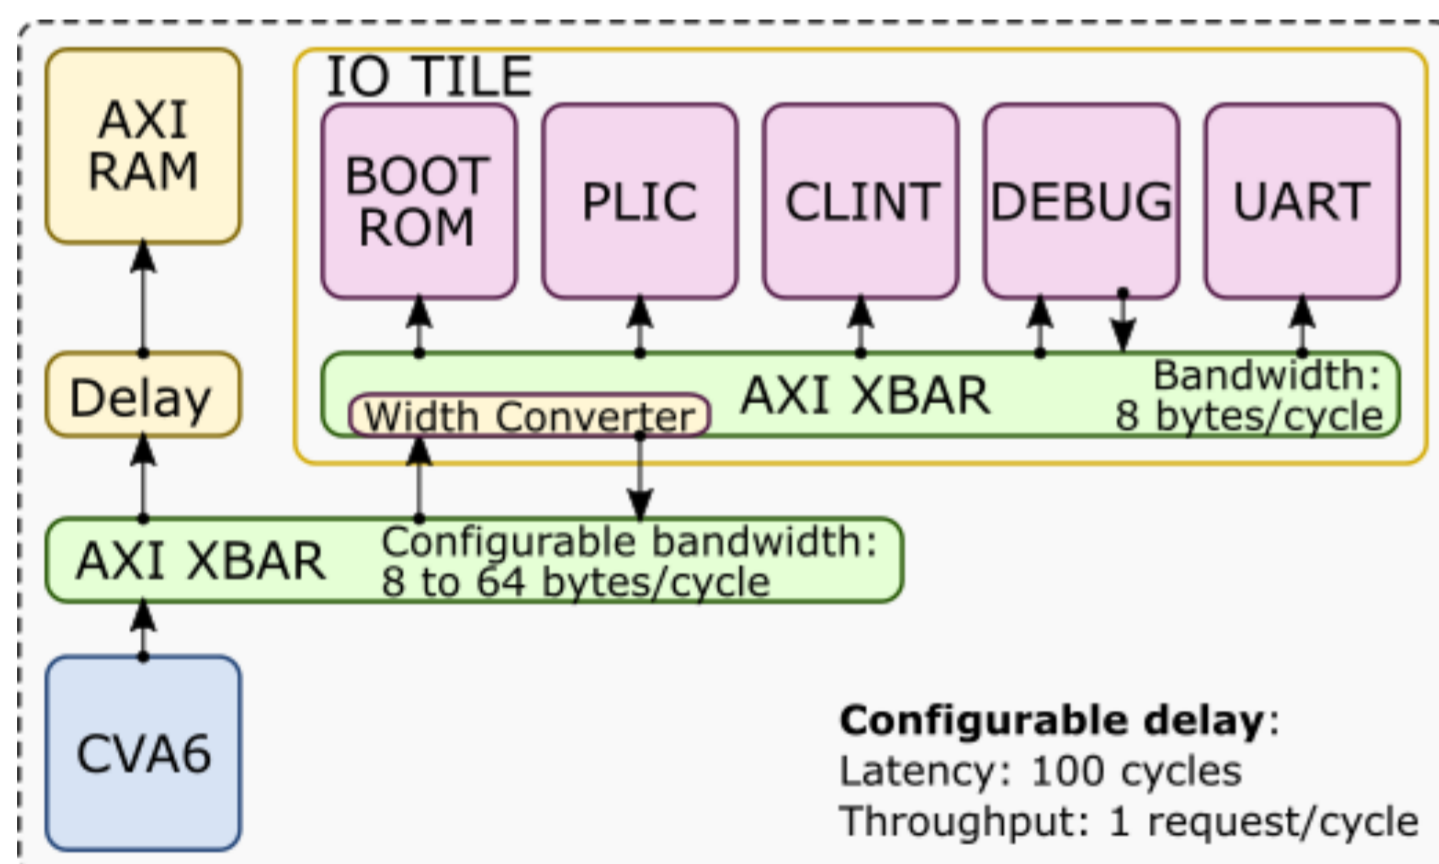 IO TILE
AXI
RAM
BOOT
ROM
PLIC
CLINT
DEBUG
UART
Delay
Width Converter
AXI XBAR
Bandwidth:
8 bytes/cycle
AXI XBAR
Configurable bandwidth:
8 to 64 bytes/cycle
CVA6
Configurable delay:
Latency: 100 cycles
Throughput: 1 request/cycle